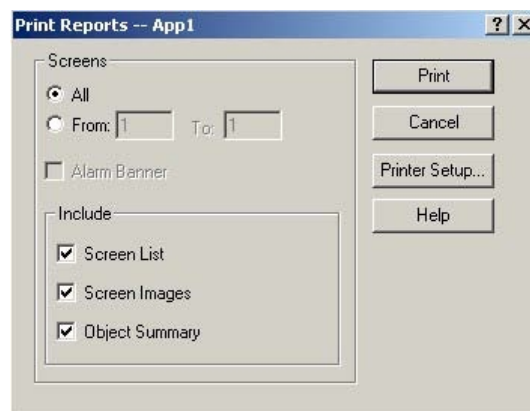 Print Reports -- App1
Screens
All
From: 1 To: 1
Alarm Banner
Include
Screen List
Screen Images
Object Summary
Print
Cancel
Printer Setup...
Help